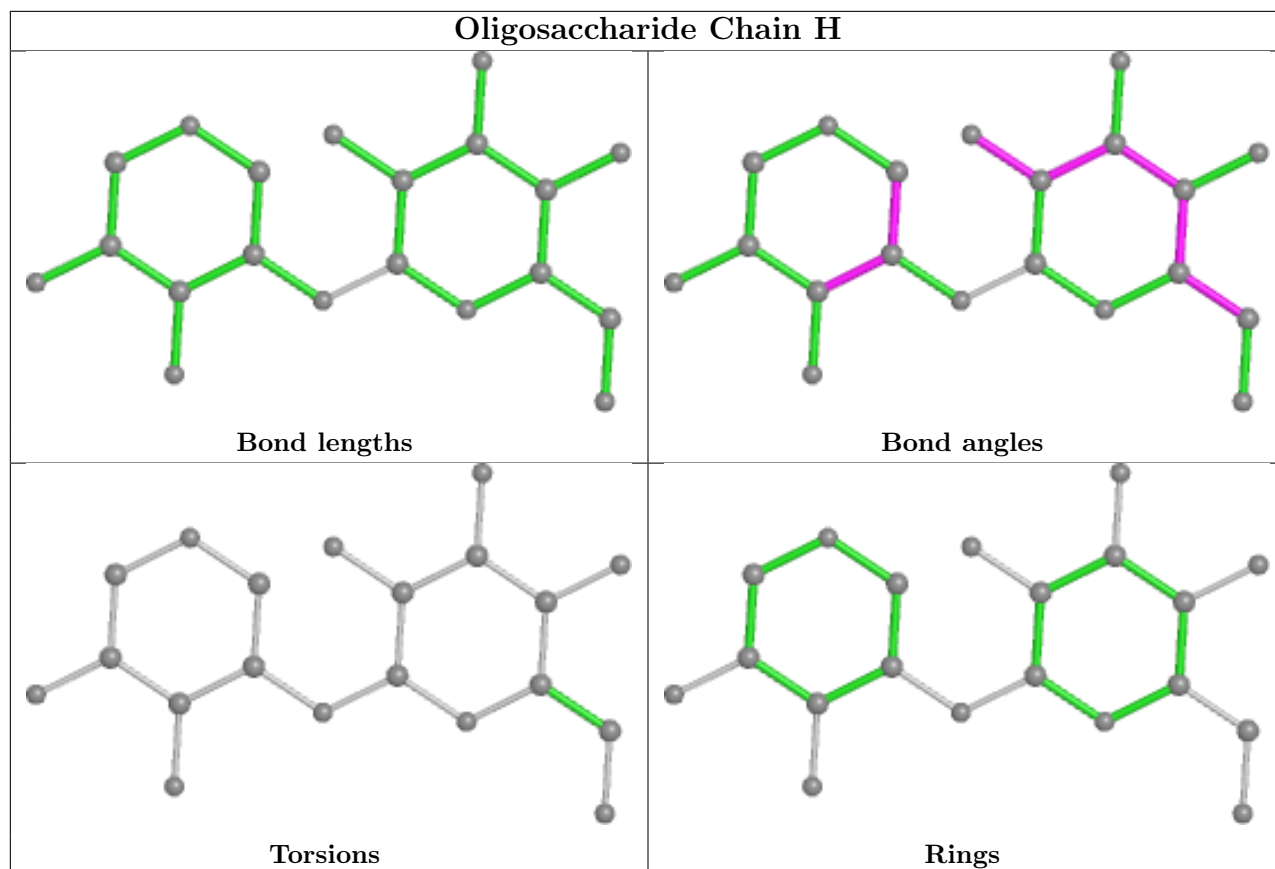 Oligosaccharide Chain H
Bond lengths
Bond angles
Torsions
Rings